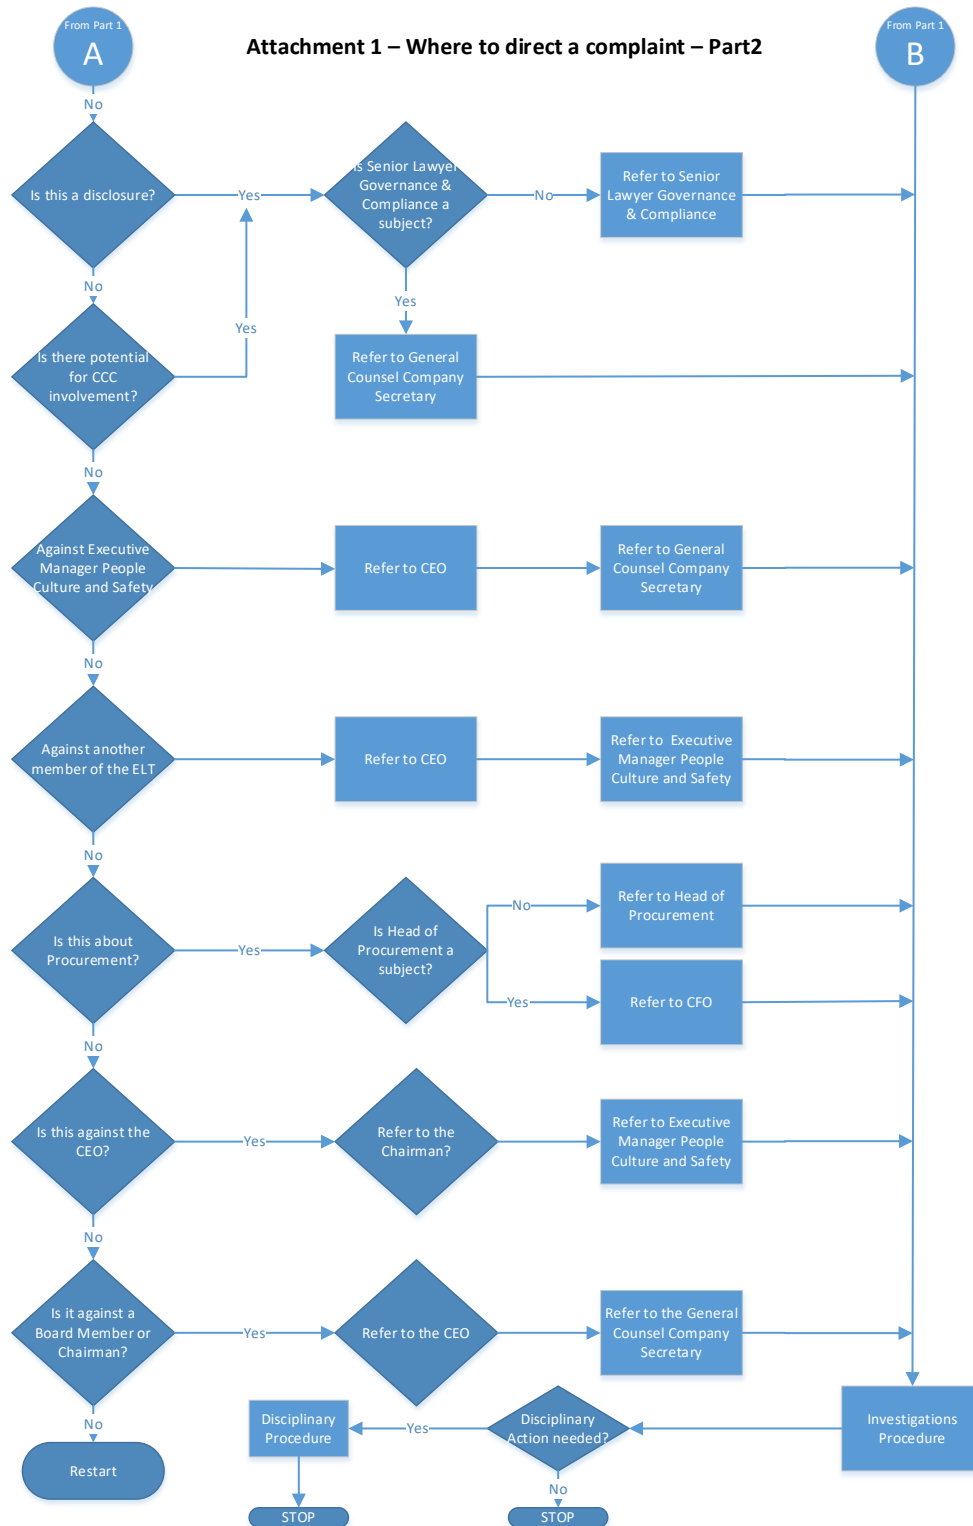 From Part 1
A
Attachment 1 – Where to direct a complaint – Part2
From Part 1
B
No
Is this a disclosure?
Yes
Is Senior Lawyer
Governance &
Compliance a
subject?
No
Refer to Senior
Lawyer Governance
& Compliance
No
Yes
Is there potential
for CCC
involvement?
Yes
Refer to General
Counsel Company
Secretary
No
Against Executive
Manager People
Culture and Safety
Refer to CEO
Refer to General
Counsel Company
Secretary
No
Against another
member of the ELT
Refer to CEO
Refer to  Executive
Manager People
Culture and Safety
No
Is this about
Procurement?
Yes
Is Head of
Procurement a
subject?
No
Refer to Head of
Procurement
Yes
Refer to CFO
No
Is this against the
CEO?
Yes
Refer to the
Chairman?
Refer to Executive
Manager People
Culture and Safety
No
Is it against a
Board Member or
Chairman?
Yes
Refer to the CEO
Refer to the General
Counsel Company
Secretary
No
Restart
Disciplinary
Procedure
Yes
Disciplinary
Action needed?
Investigations
Procedure
No
STOP
STOP